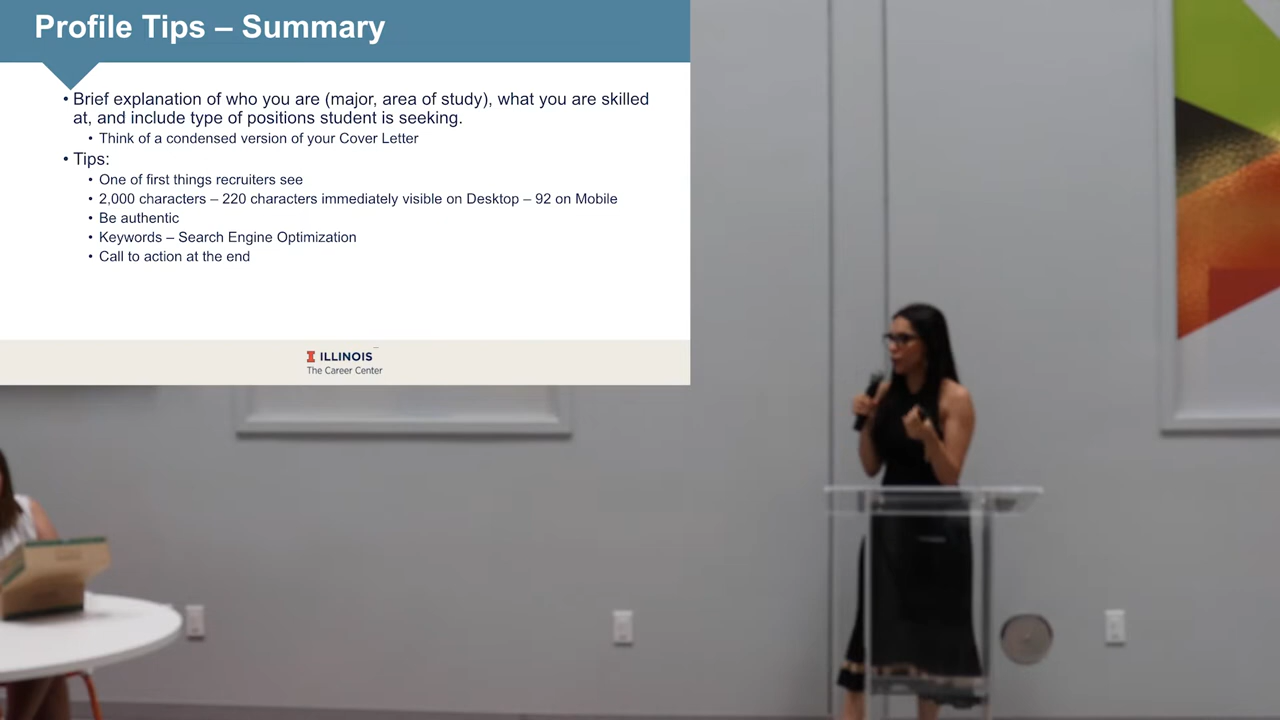 Profile Tips – Summary
• Brief explanation of who you are (major, area of study), what you are skilled
at, and include type of positions student is seeking.
• Think of a condensed version of your Cover Letter
• Tips:
• One of first things recruiters see
• 2,000 characters – 220 characters immediately visible on Desktop – 92 on Mobile
• Be authentic
• Keywords – Search Engine Optimization
• Call to action at the end
I ILLINOIS
The Career Center